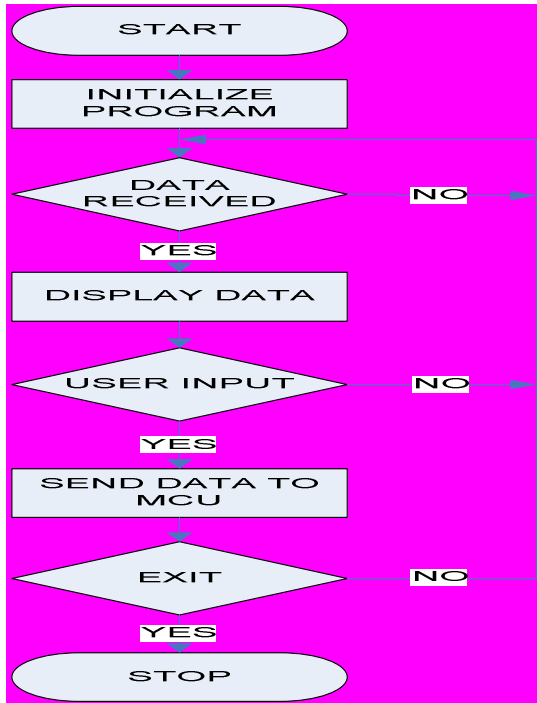 START
INITIALIZE
PROGRAM
DATA
RECEIVED
NO
YES
DISPLAY DATA
USER INPUT
NO
YES
SEND DATA TO
MCU
EXIT
NO
YES
STOP